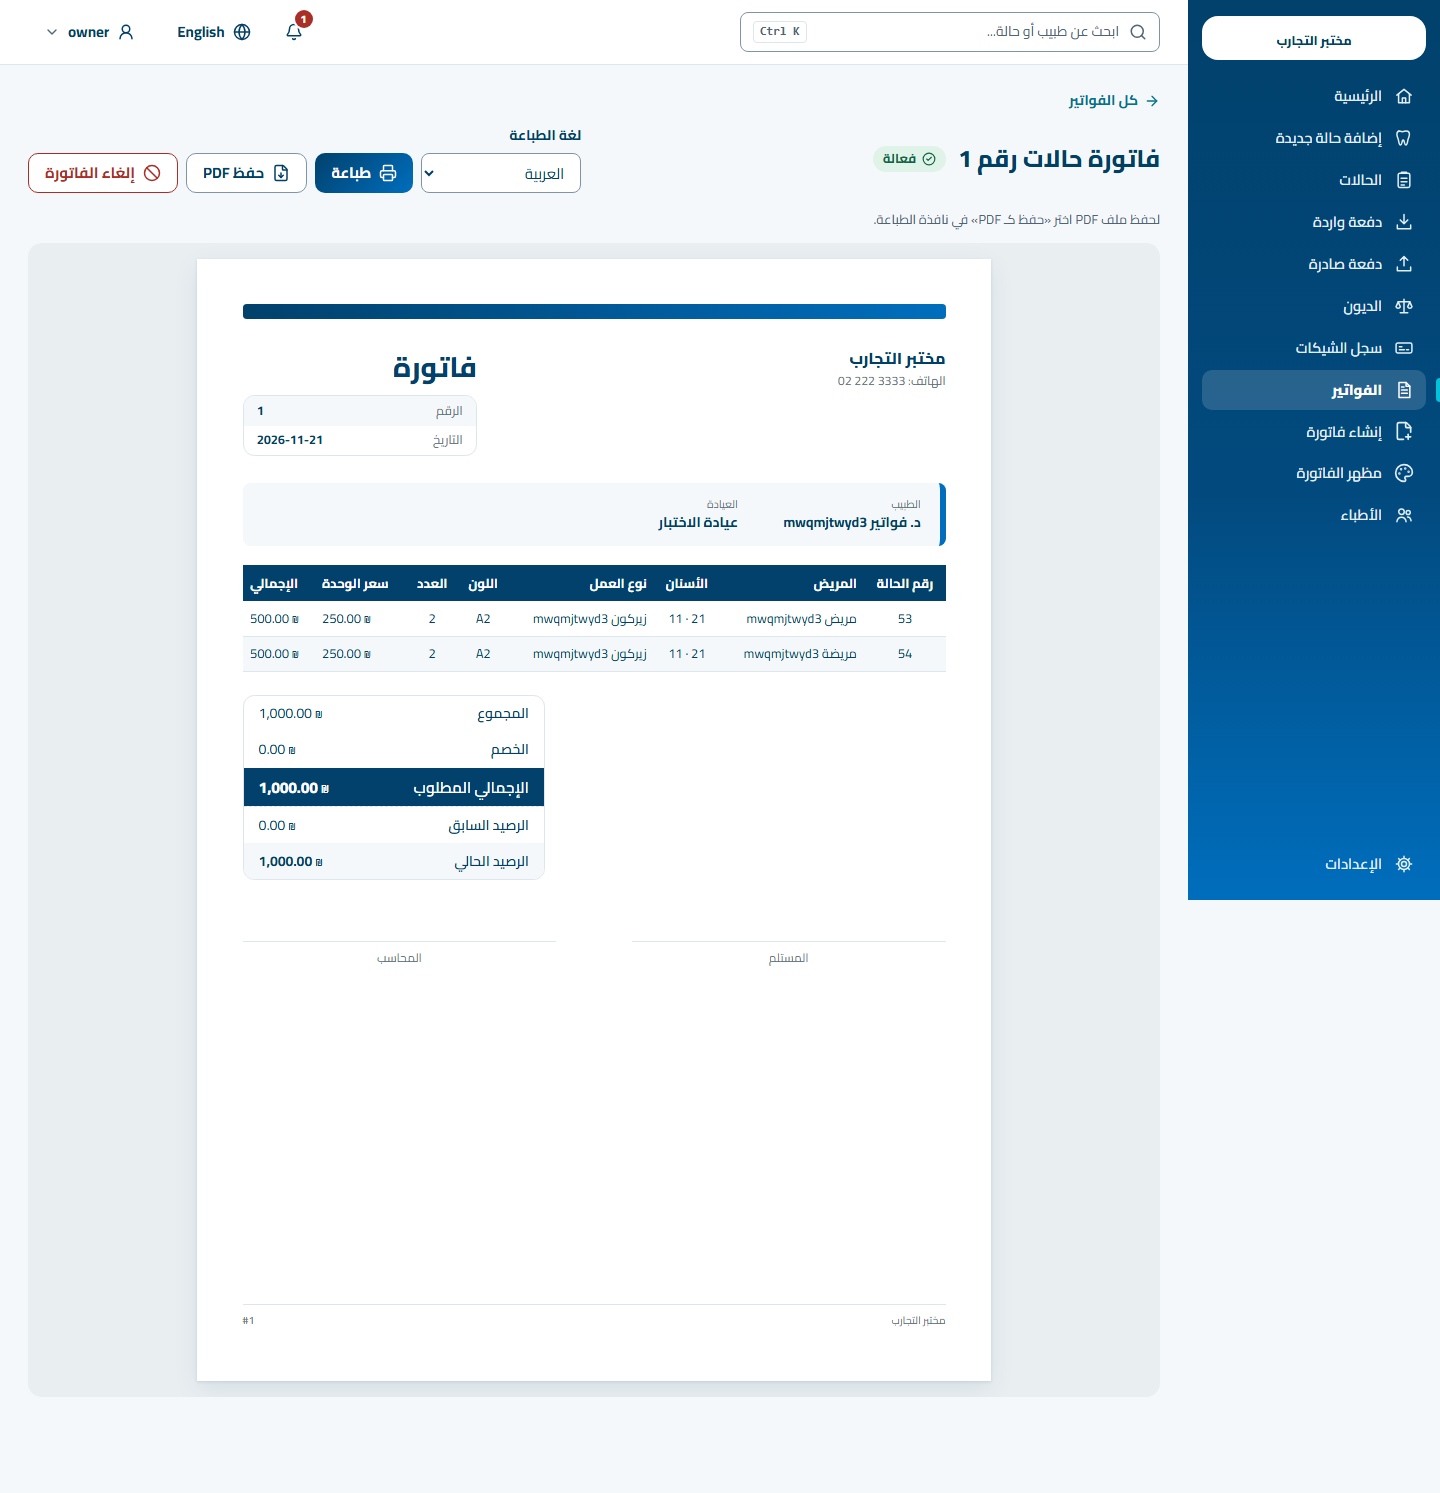 مختبر التجارب
الرئيسية
إضافة حالة جديدة
الحالات
دفعة واردة
دفعة صادرة
الديون
سجل الشيكات
الفواتير
إنشاء فاتورة
مظهر الفاتورة
الأطباء
الإعدادات
ابحث عن طبيب أو حالة...
Ctrl K
1
English
owner
كل الفواتير
فاتورة حالات رقم 1
فعالة
لغة الطباعة
العربية
طباعة
حفظ PDF
إلغاء الفاتورة
لحفظ ملف PDF اختر «حفظ كـ PDF» في نافذة الطباعة.
مختبر التجارب
الهاتف: 02 222 3333
فاتورة
الرقم 1
التاريخ 2026-11-21
الطبيب العيادة
د. فواتير mwqmjtwyd3 عيادة الاختبار
رقم الحالة المريض الأسنان نوع العمل اللون العدد سعر الوحدة الإجمالي
53 مريض mwqmjtwyd3 11 · 21 زيركون mwqmjtwyd3 A2 2 250.00 ₪ 500.00 ₪
54 مريضة mwqmjtwyd3 11 · 21 زيركون mwqmjtwyd3 A2 2 250.00 ₪ 500.00 ₪
المجموع 1,000.00 ₪
الخصم 0.00 ₪
الإجمالي المطلوب 1,000.00 ₪
الرصيد السابق 0.00 ₪
الرصيد الحالي 1,000.00 ₪
المستلم المحاسب
مختبر التجارب #1